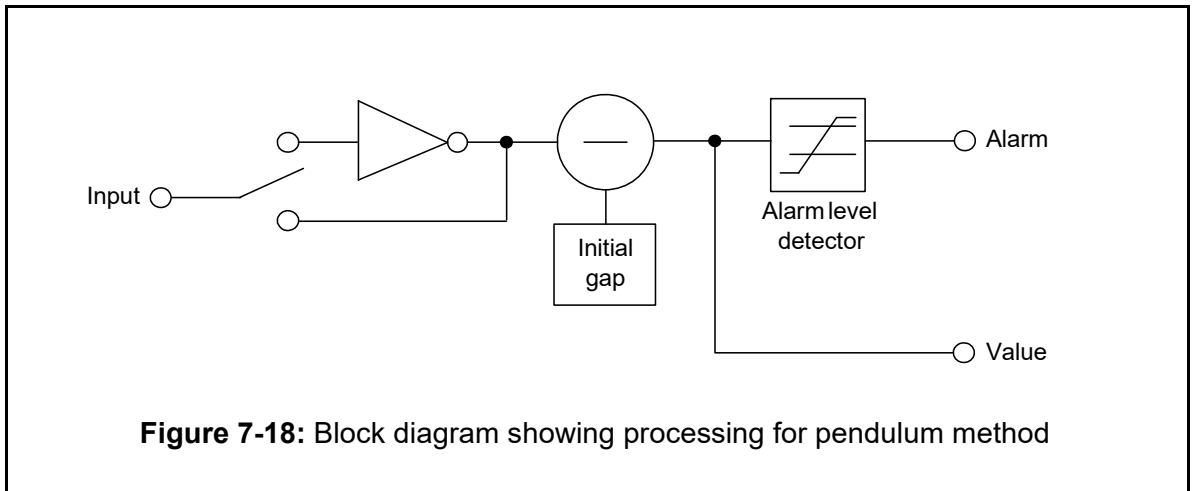 Input
Initial
gap
Alarm level
detector
Alarm
Value
Figure 7-18: Block diagram showing processing for pendulum method